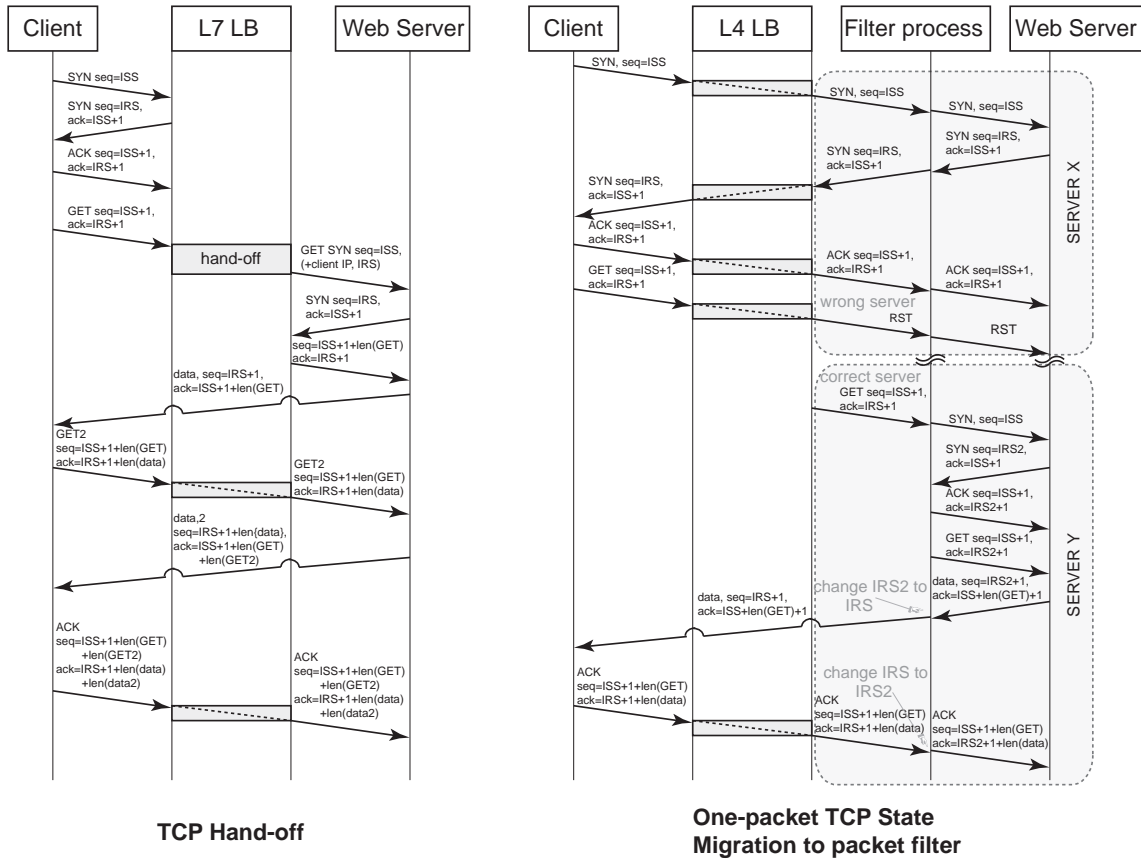 Client
L7 LB
Web Server
SYN seq=ISS
SYN seq=IRS,
ack=ISS+1
ACK seq=ISS+1,
ack=IRS+1
GET seq=ISS+1,
ack=IRS+1
hand-off
GET SYN seq=ISS,
(+client IP, IRS)
SYN seq=IRS,
ack=ISS+1
seq=ISS+1+len(GET)
ack=IRS+1
data, seq=IRS+1,
ack=ISS+1+len(GET)
GET2
seq=ISS+1+len(GET)
ack=IRS+1+len(data)
GET2
seq=ISS+1+len(GET)
ack=IRS+1+len(data)
data,2
seq=IRS+1+len{data},
ack=ISS+1+len(GET)
+len(GET2)
ACK
seq=ISS+1+len(GET)
+len(GET2)
ack=IRS+1+len(data)
+len(data2)
ACK
seq=ISS+1+len(GET)
+len(GET2)
ack=IRS+1+len(data)
+len(data2)
TCP Hand-off
Client
L4 LB
Filter process
Web Server
SYN, seq=ISS
SYN, seq=ISS
SYN, seq=ISS
SYN seq=IRS,
ack=ISS+1
SYN seq=IRS,
ack=ISS+1
SYN seq=IRS,
ack=ISS+1
ACK seq=ISS+1,
ack=IRS+1
ACK seq=ISS+1,
ack=IRS+1
ACK seq=ISS+1,
ack=IRS+1
GET seq=ISS+1,
ack=IRS+1
wrong server
RST
RST
SERVER X
correct server
GET seq=ISS+1,
ack=IRS+1
SYN, seq=ISS
SYN seq=IRS2,
ack=ISS+1
ACK seq=ISS+1,
ack=IRS2+1
GET seq=ISS+1,
ack=IRS2+1
data, seq=IRS2+1,
ack=ISS+len(GET)+1
change IRS2 to
IRS
data, seq=IRS+1,
ack=ISS+len(GET)+1
ACK
seq=ISS+1+len(GET)
ack=IRS+1+len(data)
change IRS to
IRS2
ACK
seq=ISS+1+len(GET)
ack=IRS+1+len(data)
ACK
seq=ISS+1+len(GET)
ack=IRS2+1+len(data)
SERVER Y
One-packet TCP State
Migration to packet filter